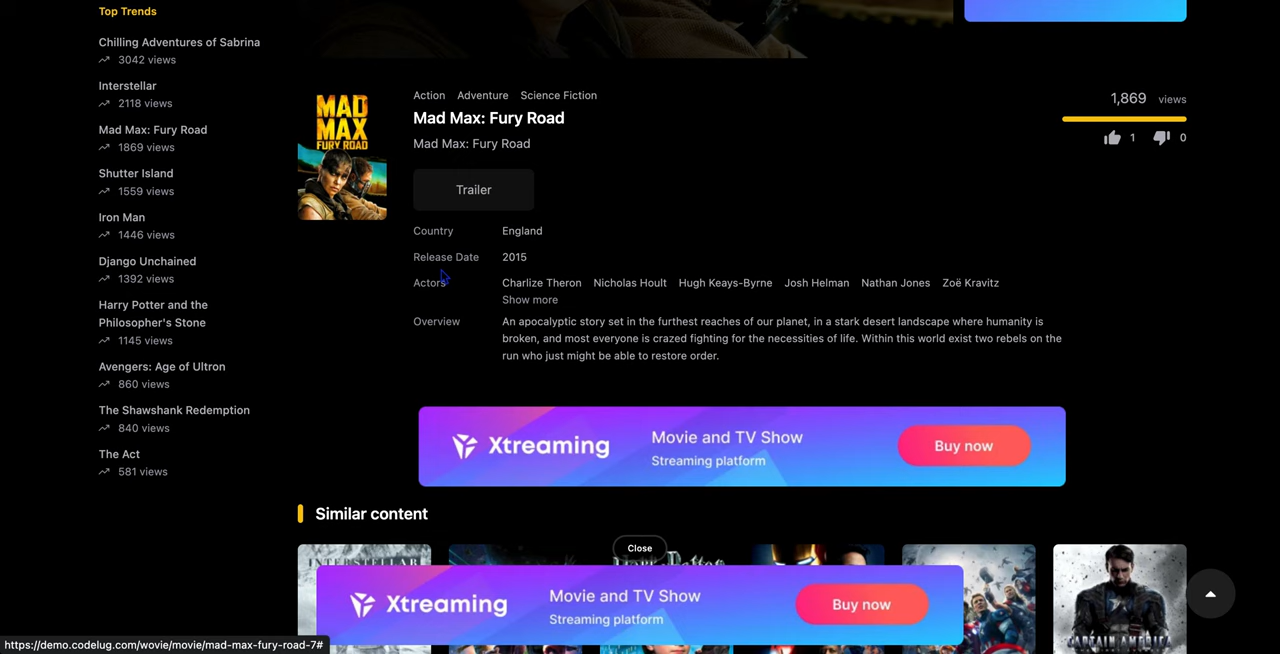 Top Trends
Chilling Adventures of Sabrina
3042 views
Interstellar
2118 views
Mad Max: Fury Road
1869 views
Shutter Island
1559 views
Iron Man
1446 views
Django Unchained
1392 views
Harry Potter and the
Philosopher's Stone
1145 views
Avengers: Age of Ultron
860 views
The Shawshank Redemption
840 views
The Act
581 views
MAD
MAX
FURY ROAD
Action Adventure Science Fiction
Mad Max: Fury Road
Mad Max: Fury Road
Trailer
1,869 views
1 0
Country England
Release Date 2015
Actors Charlize Theron Nicholas Hoult Hugh Keays-Byrne Josh Helman Nathan Jones Zoë Kravitz
Show more
Overview An apocalyptic story set in the furthest reaches of our planet, in a stark desert landscape where humanity is
broken, and most everyone is crazed fighting for the necessities of life. Within this world exist two rebels on the
run who just might be able to restore order.
Xtreaming Movie and TV Show Buy now
Streaming platform
Similar content
Close
INTERSTELLAR
CAPTAIN AMERICA
Xtreaming Movie and TV Show Buy now
Streaming platform
https://demo.codelug.com/wovie/movie/mad-max-fury-road-7#